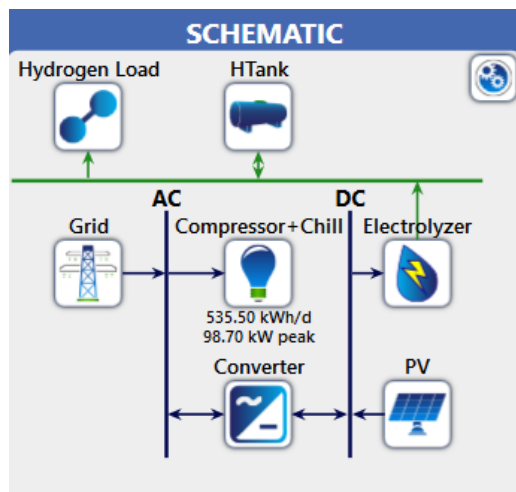 SCHEMATIC
Hydrogen Load
HTank
AC
DC
Grid
Compressor+Chill
Electrolyzer
535.50 kWh/d
98.70 kW peak
Converter
PV